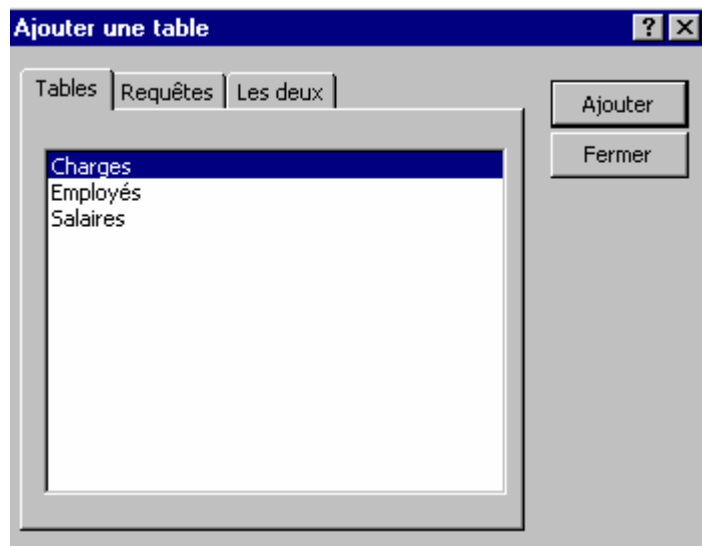 Ajouter une table
Tables Requêtes Les deux
Ajouter
Fermer
Charges
Employés
Salaires